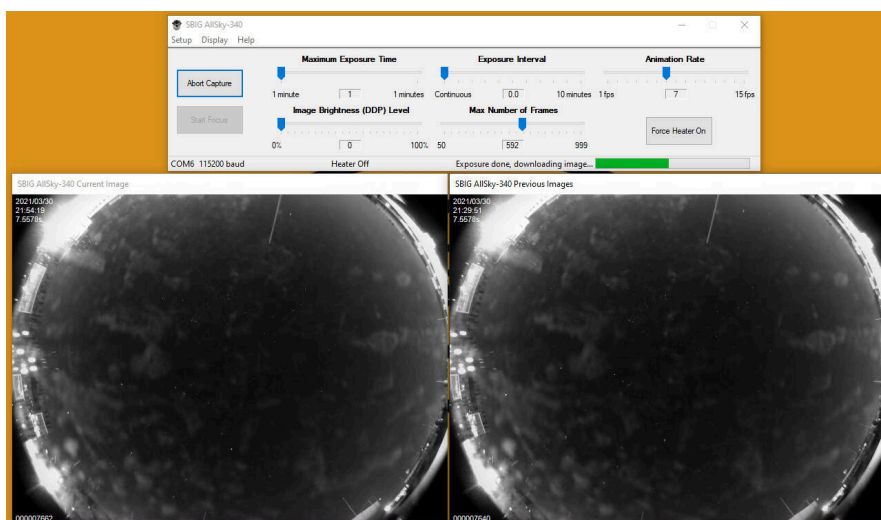 SBIG AllSky-340
Setup Display Help
Maximum Exposure Time Exposure Interval Animation Rate
Abort Capture
1 minute 1 1 minutes Continuous 0.0 10 minutes 1 fps 7 15 fps
Image Brightness (DDP) Level Max Number of Frames
Start Focus Force Heater On
0% 0 100% 50 592 999
COM6 115200 baud Heater Off Exposure done, downloading image...
SBIG AllSky-340 Current Image
2021/03/30
21:54:19
7.5578s
000007662
SBIG AllSky-340 Previous Images
2021/03/30
21:29:51
7.5578s
000007640